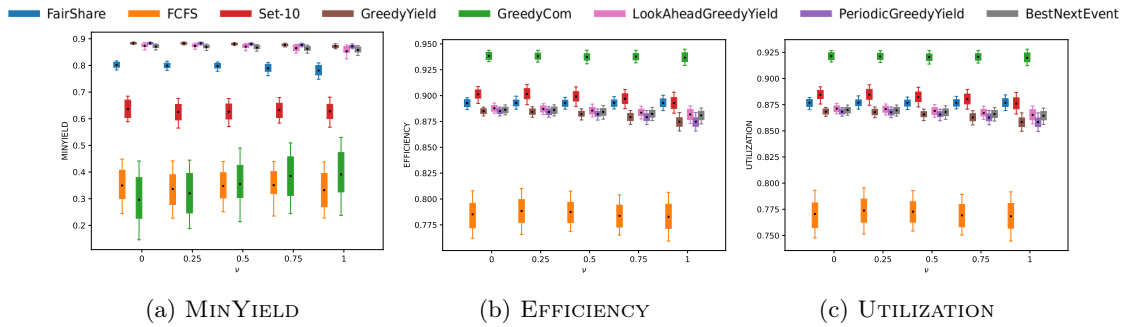 FairShare FCFS Set-10 GreedyYield GreedyCom LookAheadGreedyYield PeriodicGreedyYield BestNextEvent
0.9
0.8
0.7
0.6
0.5
0.4
0.3
0.2
MINYIELD
0 0.25 0.5 0.75 1
ν
(a) MINYIELD
0.950
0.925
0.900
0.875
0.850
0.825
0.800
0.775
EFFICIENCY
0 0.25 0.5 0.75 1
ν
(b) EFFICIENCY
0.925
0.900
0.875
0.850
0.825
0.800
0.775
0.750
UTILIZATION
0 0.25 0.5 0.75 1
ν
(c) UTILIZATION